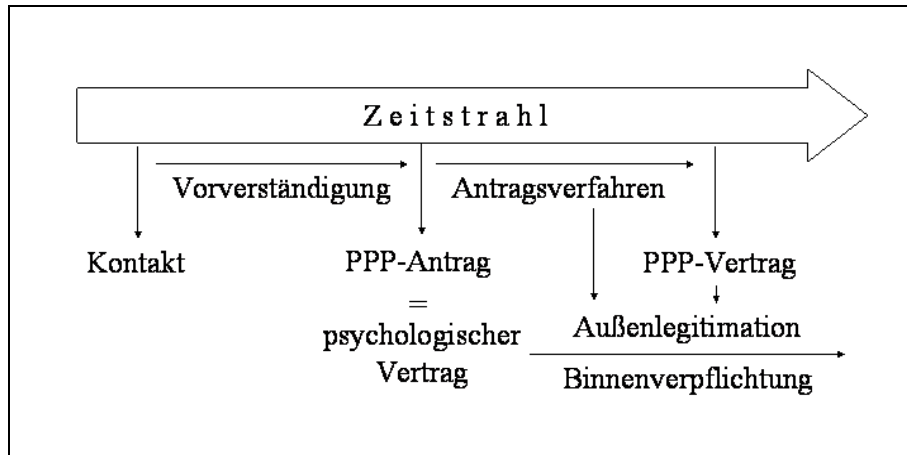 Zeitstrahl
Vorverständigung
Antragsverfahren
Kontakt
PPP-Antrag
PPP-Vertrag
=
psychologischer
Vertrag
Außenlegitimation
Binnenverpflichtung